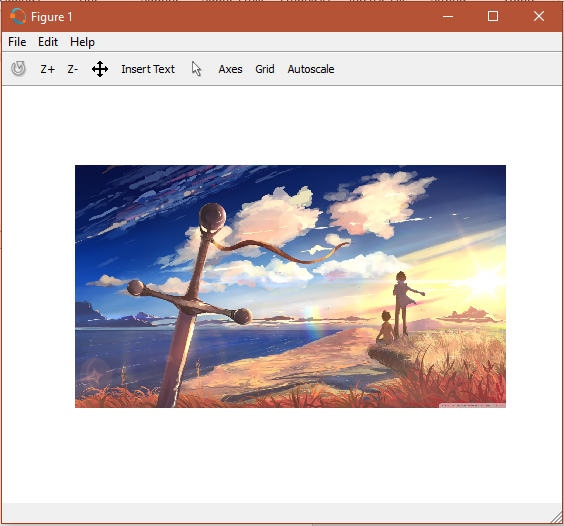 Figure 1
File Edit Help
Z+ Z- Insert Text Axes Grid Autoscale